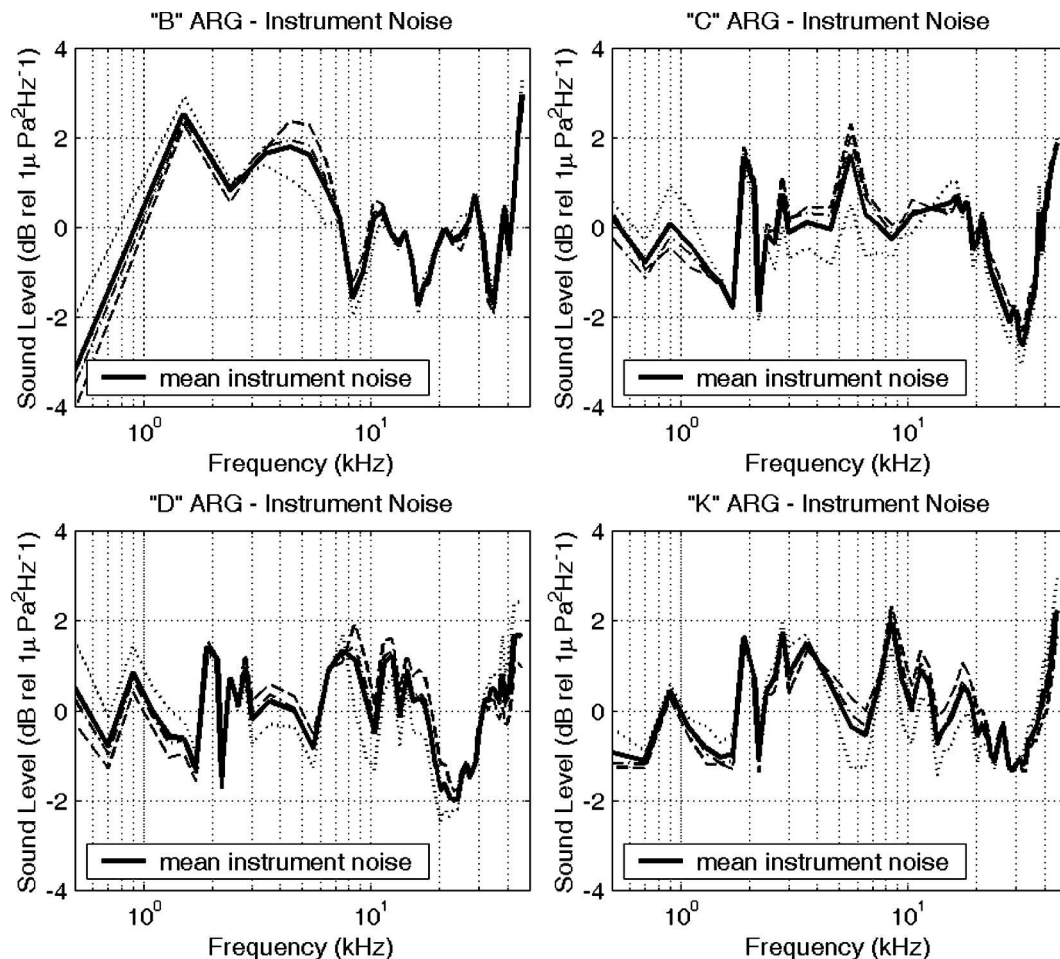 "B" ARG - Instrument Noise
Sound Level (dB rel 1μ Pa²Hz⁻1)
4
2
0
-2
-4
mean instrument noise
10⁰
10¹
Frequency (kHz)
"C" ARG - Instrument Noise
Sound Level (dB rel 1μ Pa²Hz⁻1)
4
2
0
-2
-4
mean instrument noise
10⁰
10¹
Frequency (kHz)
"D" ARG - Instrument Noise
Sound Level (dB rel 1μ Pa²Hz⁻1)
4
2
0
-2
-4
mean instrument noise
10⁰
10¹
Frequency (kHz)
"K" ARG - Instrument Noise
Sound Level (dB rel 1μ Pa²Hz⁻1)
4
2
0
-2
-4
mean instrument noise
10⁰
10¹
Frequency (kHz)